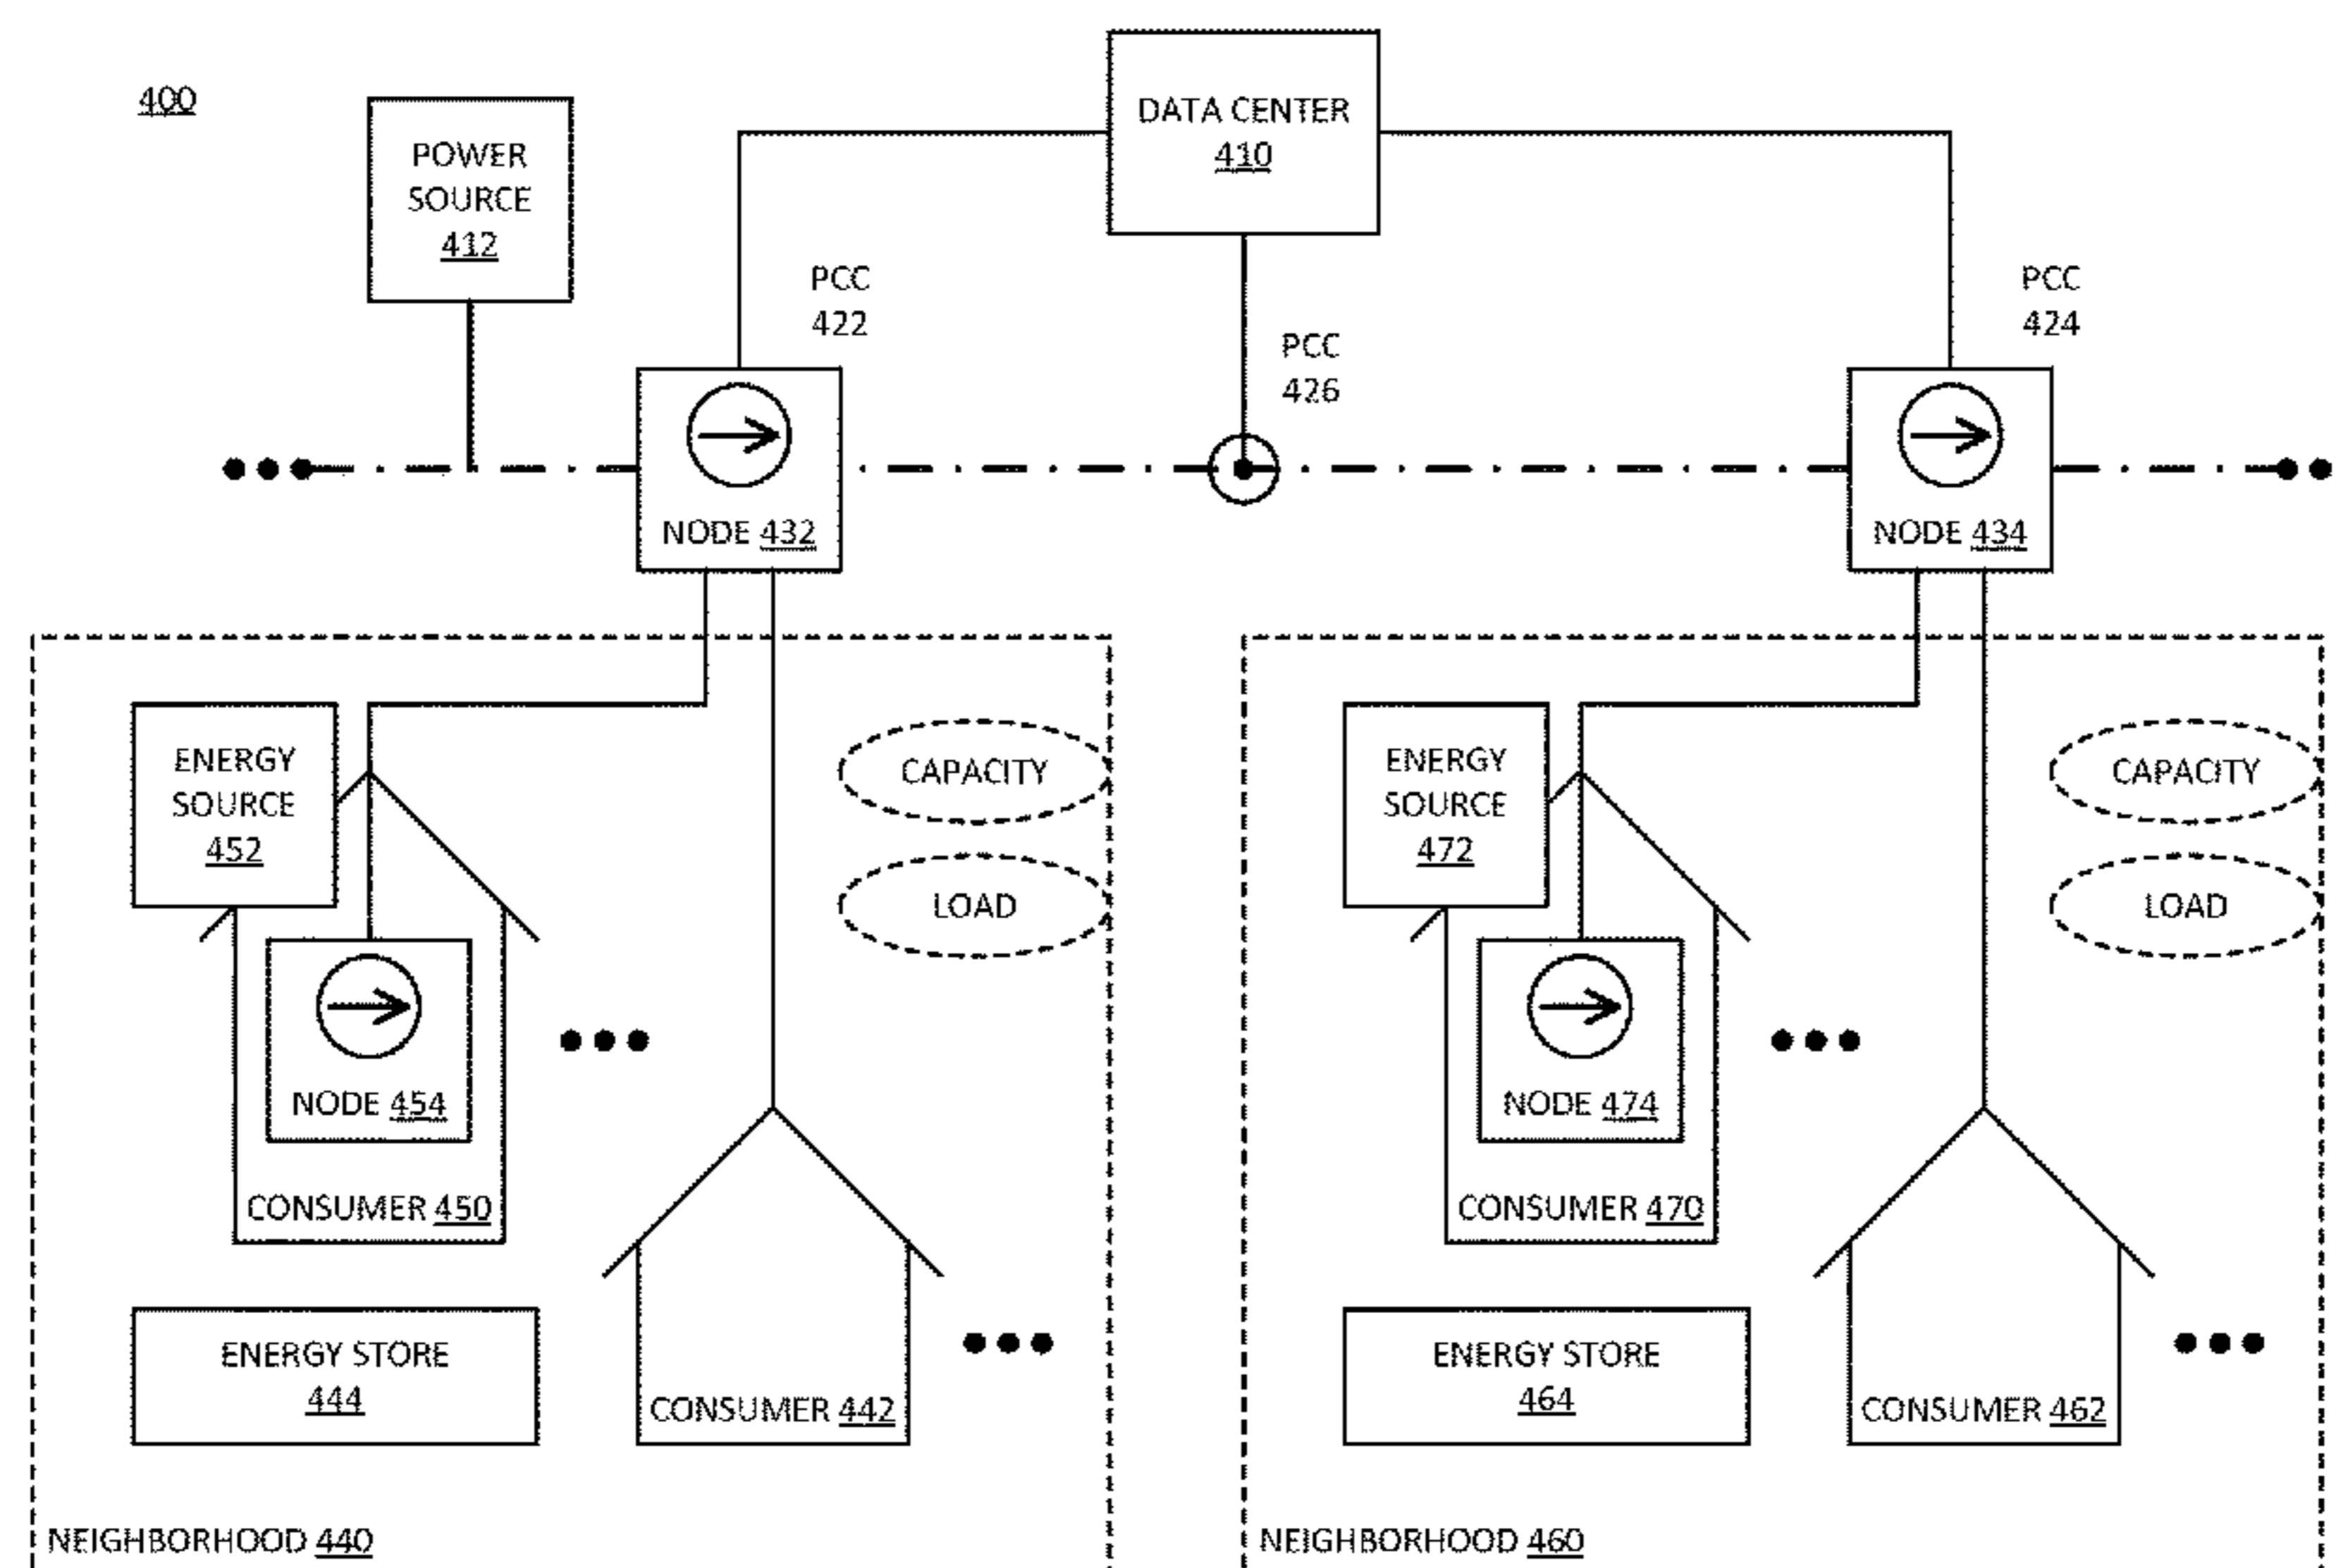 400
POWER
SOURCE
412
DATA CENTER
410
PCC
422
PCC
426
PCC
424
NODE 432
NODE 434
ENERGY
SOURCE
452
CAPACITY
LOAD
NODE 454
CONSUMER 450
ENERGY STORE
444
CONSUMER 442
NEIGHBORHOOD 440
ENERGY
SOURCE
472
CAPACITY
LOAD
NODE 474
CONSUMER 470
ENERGY STORE
464
CONSUMER 462
NEIGHBORHOOD 460